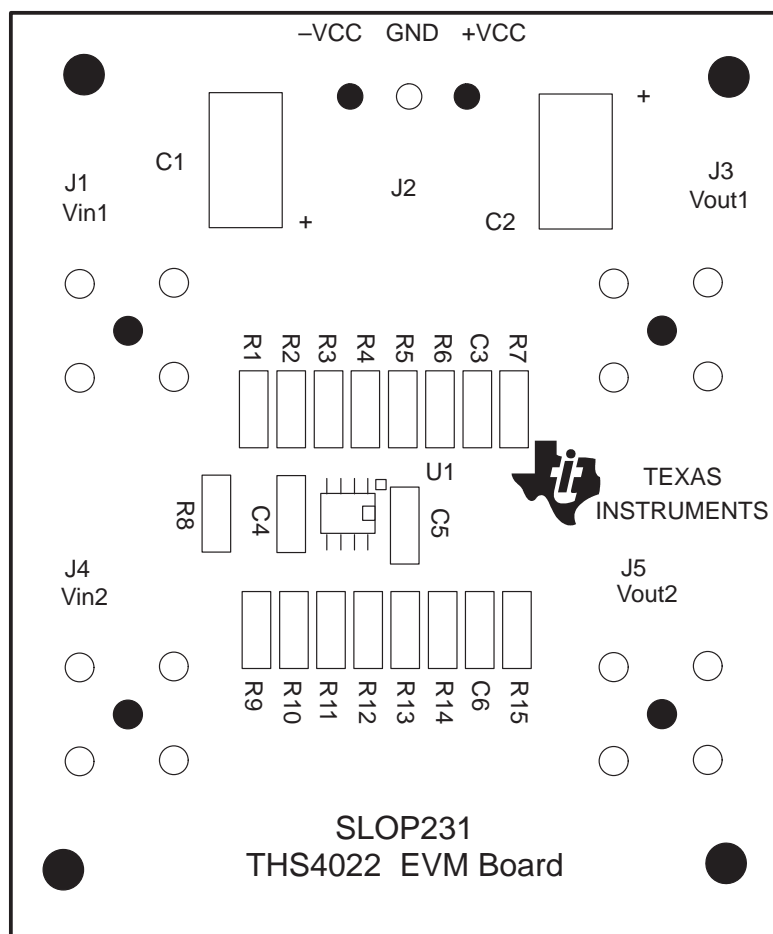 –VCC GND +VCC
+
C1
J1
Vin1
J2
J3
Vout1
C2
+
R1 R2 R3 R4 R5 R6 C3 R7
U1
TEXAS
INSTRUMENTS
R8 C4 C5
J4
Vin2
J5
Vout2
R9 R10 R11 R12 R13 R14 C6 R15
SLOP231
THS4022 EVM Board